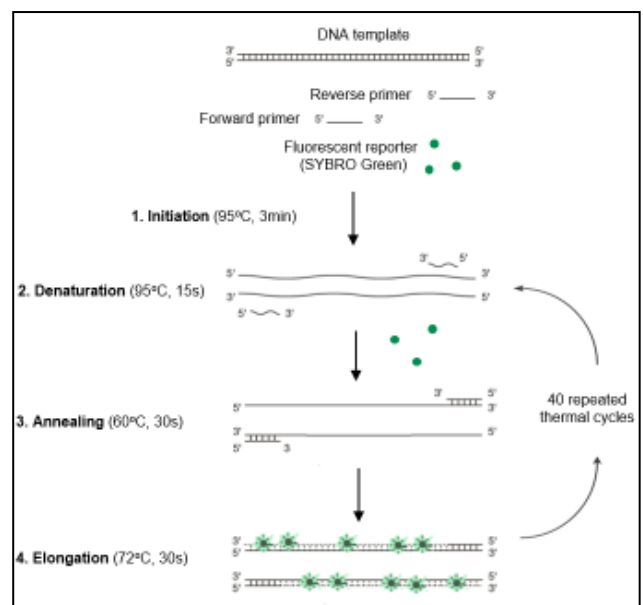 DNA template
3' 5'
5' 3'
Reverse primer 5' 3'
Forward primer 5' 3'
Fluorescent reporter
(SYBRO Green)
1. Initiation (95ºC, 3min)
3' 5'
5' 3'
2. Denaturation (95ºC, 15s)
3' 5'
5' 3'
40 repeated
thermal cycles
3' 5'
5' 3'
3. Annealing (60ºC, 30s)
3' 5'
5' 3
3' 5'
4. Elongation (72ºC, 30s)
5' 3'
3' 5'
5' 3'